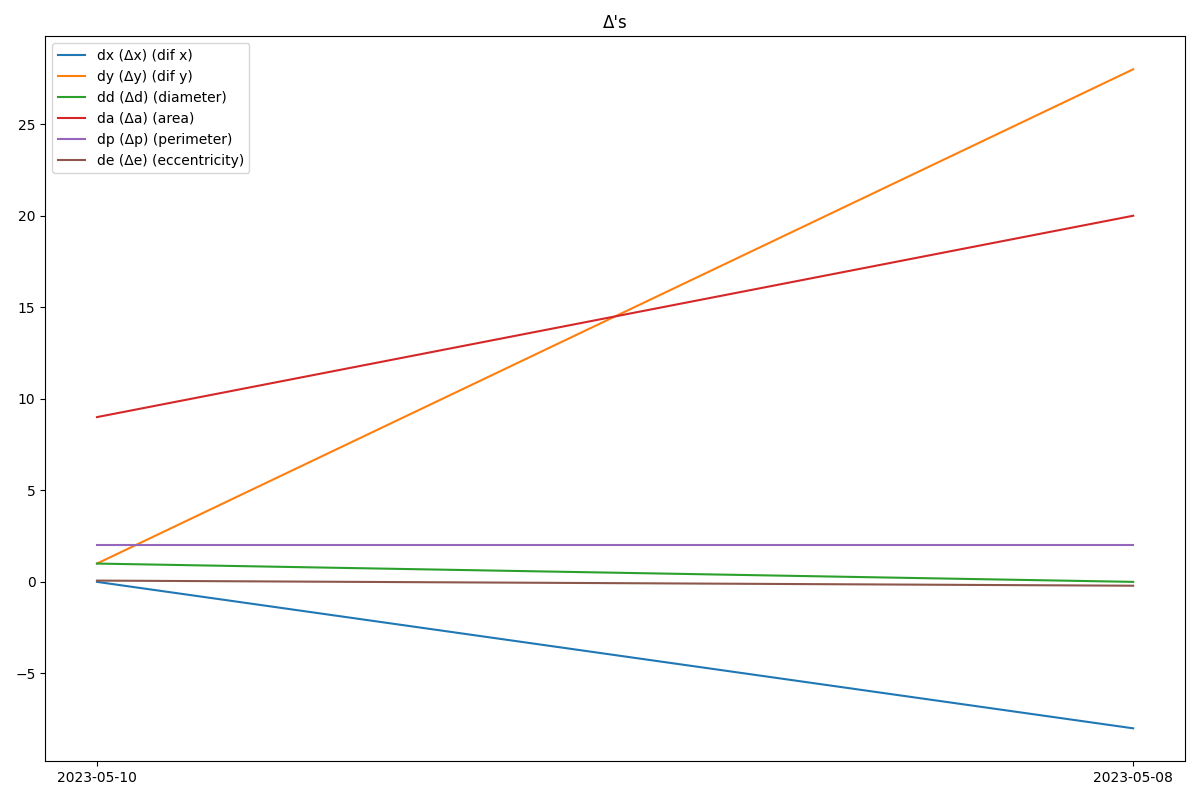 Δ's
dx (Δx) (dif x)
dy (Δy) (dif y)
dd (Δd) (diameter)
da (Δa) (area)
dp (Δp) (perimeter)
de (Δe) (eccentricity)
25
20
15
10
5
0
−5
2023-05-10
2023-05-08